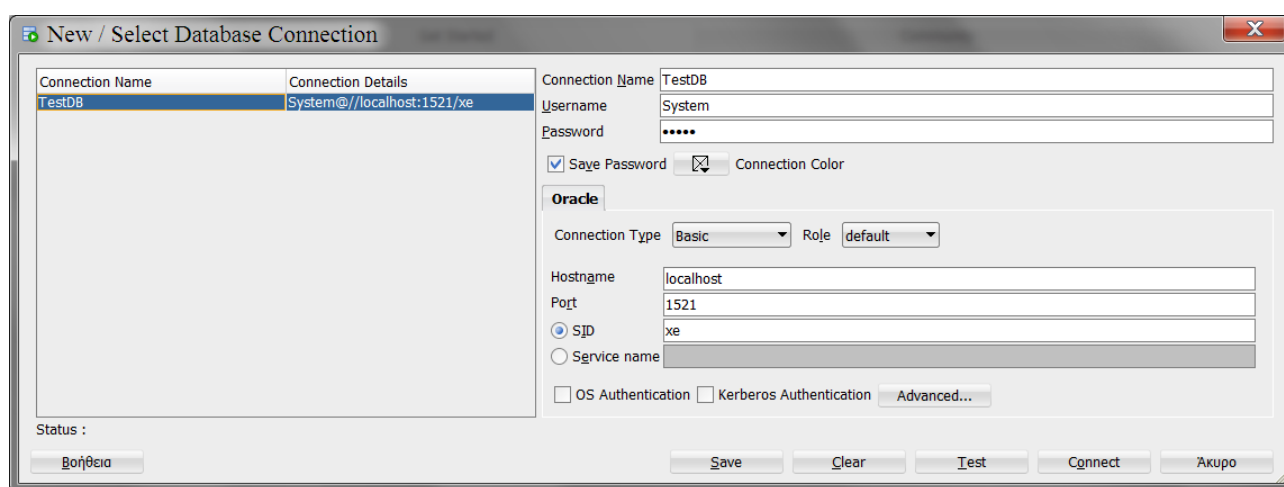 New / Select Database Connection
Connection Name Connection Details
TestDB System@//localhost:1521/xe
Connection Name TestDB
Username System
Password •••••
Save Password Connection Color
Oracle
Connection Type Basic Role default
Hostname localhost
Port 1521
SID xe
Service name
OS Authentication Kerberos Authentication Advanced...
Status :
Βοήθεια Save Clear Test Connect Άκυρο